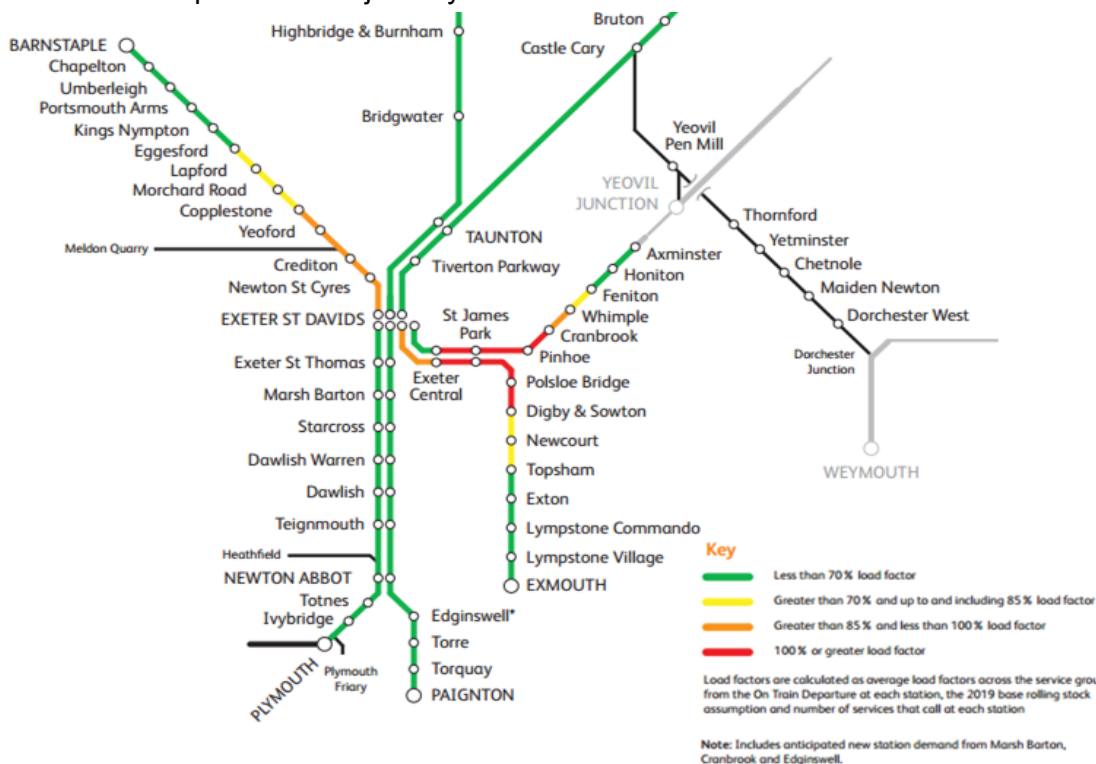 BARNSTAPLE
Chapelton
Umberleigh
Portsmouth Arms
Kings Nympton
Eggesford
Lapford
Morchard Road
Copplestone
Yeoford
Meldon Quarry
Crediton
Newton St Cyres
EXETER ST DAVIDS
Exeter St Thomas
Marsh Barton
Starcross
Dawlish Warren
Dawlish
Teignmouth
Heathfield
NEWTON ABBOT
Totnes
Ivybridge
PLYMOUTH
Plymouth
Friary
Highbridge & Burnham
Bridgwater
Bruton
Castle Cary
TAUNTON
Tiverton Parkway
St James
Park
Exeter
Central
Yeovil
Pen Mill
YEOVIL
JUNCTION
Axminster
Honiton
Feniton
Whimple
Cranbrook
Pinhoe
Polsloe Bridge
Digby & Sowton
Newcourt
Topsham
Exton
Lympstone Commando
Lympstone Village
EXMOUTH
Edginswell*
Torre
Torquay
PAIGNTON
Thornford
Yetminster
Chetnole
Maiden Newton
Dorchester West
Dorchester
Junction
WEYMOUTH
Key
Less than 70% load factor
Greater than 70% and up to and including 85% load factor
Greater than 85% and less than 100% load factor
100% or greater load factor
Load factors are calculated as average load factors across the service grou
from the On Train Departure at each station, the 2019 base rolling stock
assumption and number of services that call at each station
Note: Includes anticipated new station demand from Marsh Barton,
Cranbrook and Edginswell.